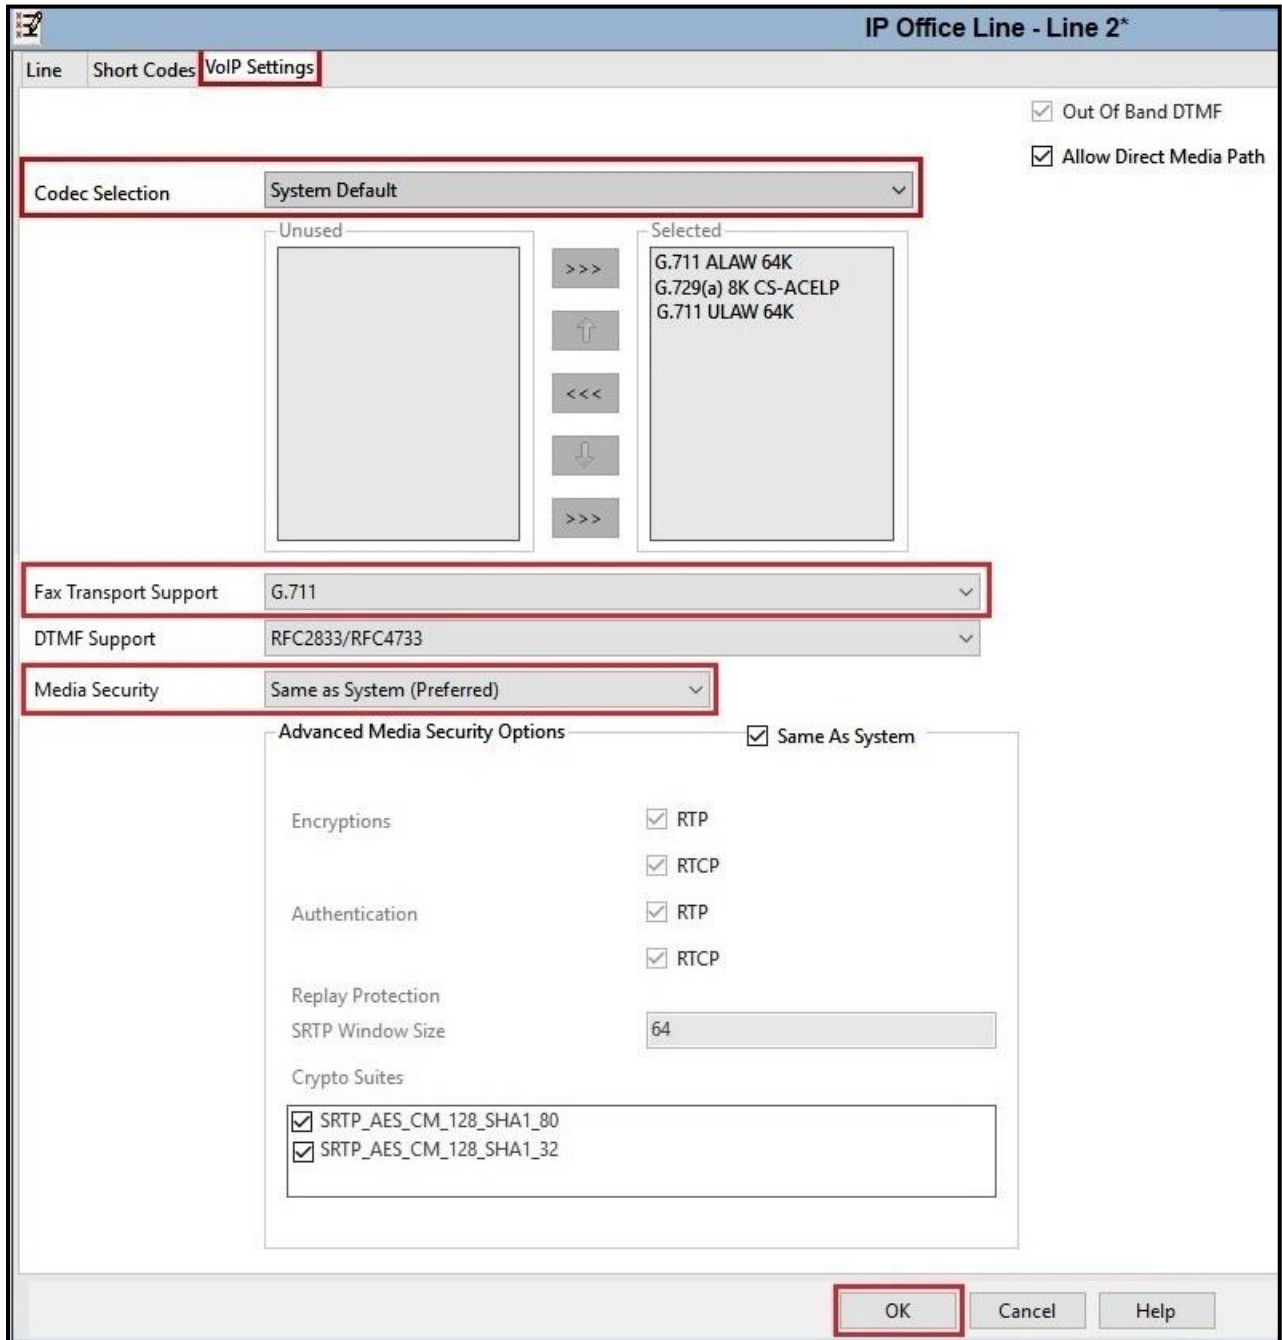 IP Office Line - Line 2*
Line Short Codes VoIP Settings
Out Of Band DTMF
Allow Direct Media Path
Codec Selection System Default
Unused Selected
G.711 ALAW 64K
>>>
G.729(a) 8K CS-ACELP
G.711 ULAW 64K
<<<
>>>
Fax Transport Support G.711
DTMF Support RFC2833/RFC4733
Media Security Same as System (Preferred)
Advanced Media Security Options Same As System
Encryptions RTP
RTCP
Authentication RTP
RTCP
Replay Protection
SRTP Window Size 64
Crypto Suites
SRTP_AES_CM_128_SHA1_80
SRTP_AES_CM_128_SHA1_32
OK Cancel Help